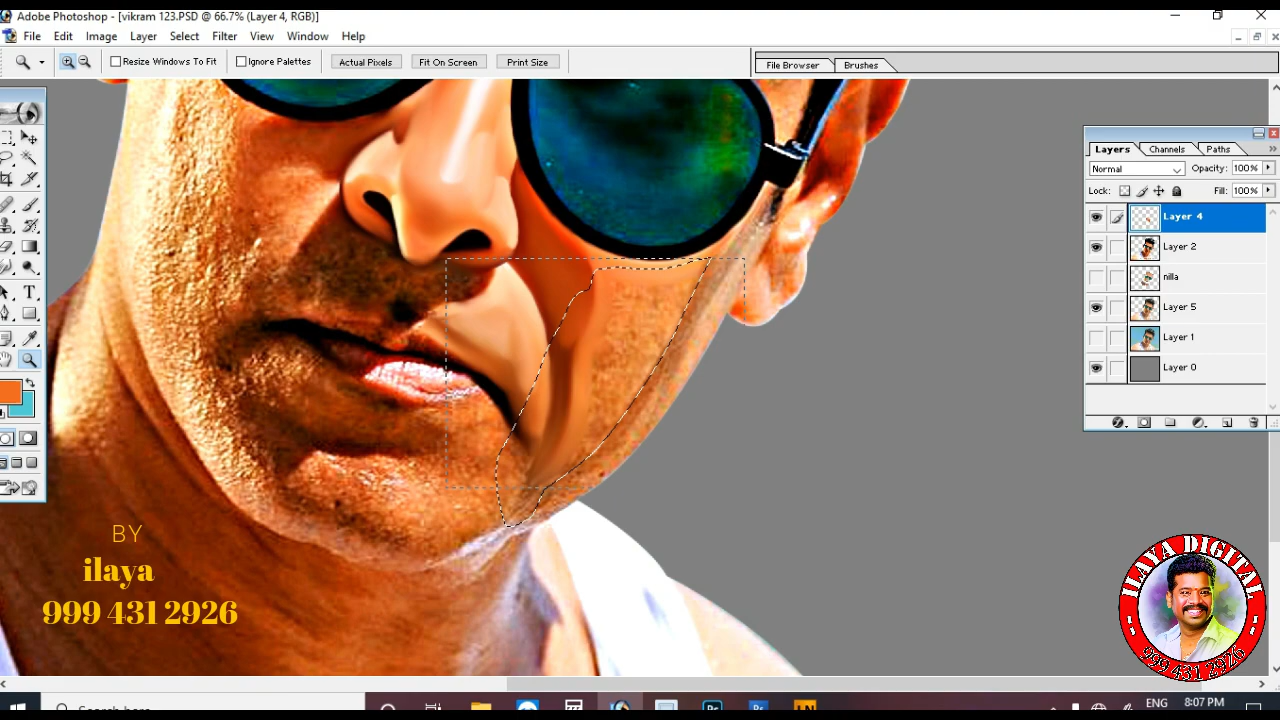 Adobe Photoshop - [vikram 123.PSD @ 66.7% (Layer 4, RGB)]
File Edit Image Layer Select Filter View Window Help
Resize Windows To Fit Ignore Palettes Actual Pixels Fit On Screen Print Size File Browser Brushes
Layers Channels Paths
Normal Opacity: 100%
Lock: Fill: 100%
Layer 4
Layer 2
nilla
Layer 5
Layer 1
Layer 0
BY
ilaya
999 431 2926
ILAYA DIGITAL
999 431 2926
ENG 8:07 PM